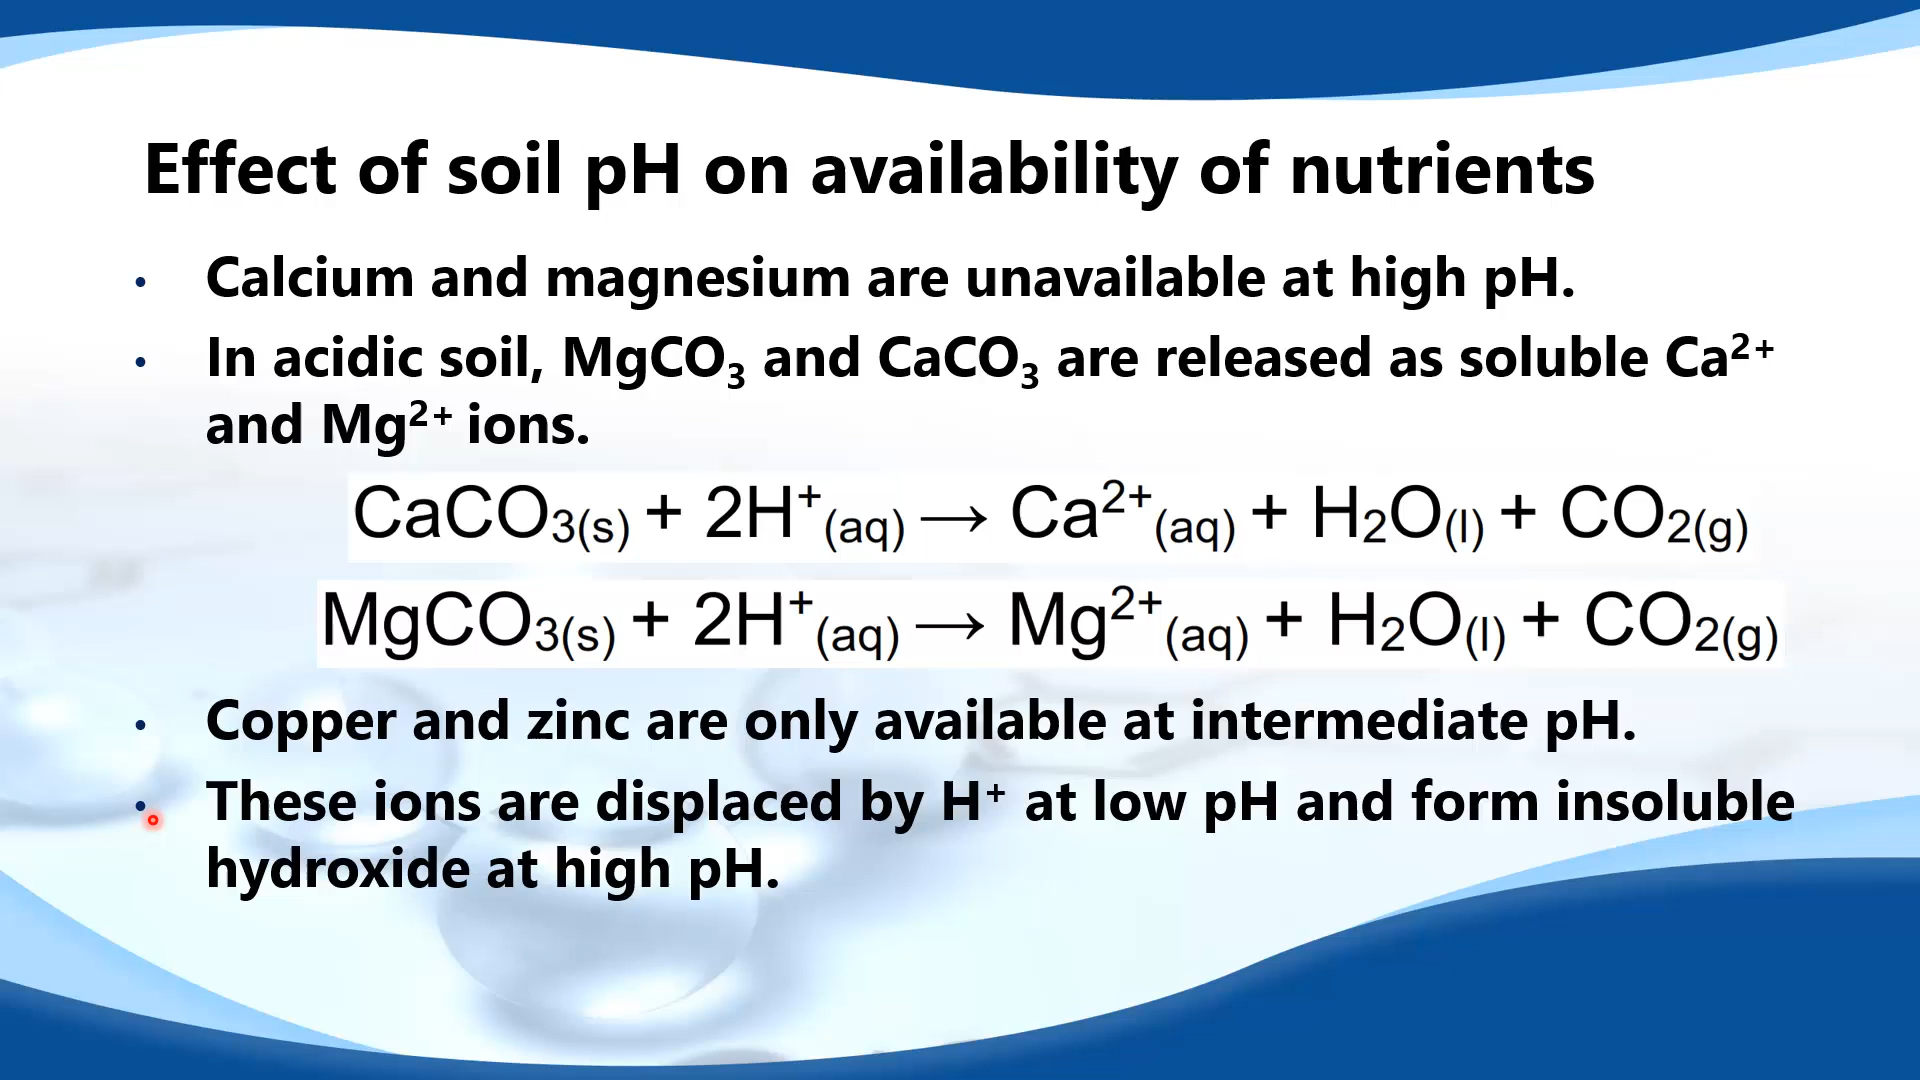 Effect of soil pH on availability of nutrients
• Calcium and magnesium are unavailable at high pH.
• In acidic soil, MgCO₃ and CaCO₃ are released as soluble Ca²⁺
and Mg²⁺ ions.
CaCO₃(s) + 2H⁺(aq) → Ca²⁺(aq) + H₂O(l) + CO₂(g)
MgCO₃(s) + 2H⁺(aq) → Mg²⁺(aq) + H₂O(l) + CO₂(g)
• Copper and zinc are only available at intermediate pH.
• These ions are displaced by H⁺ at low pH and form insoluble
hydroxide at high pH.